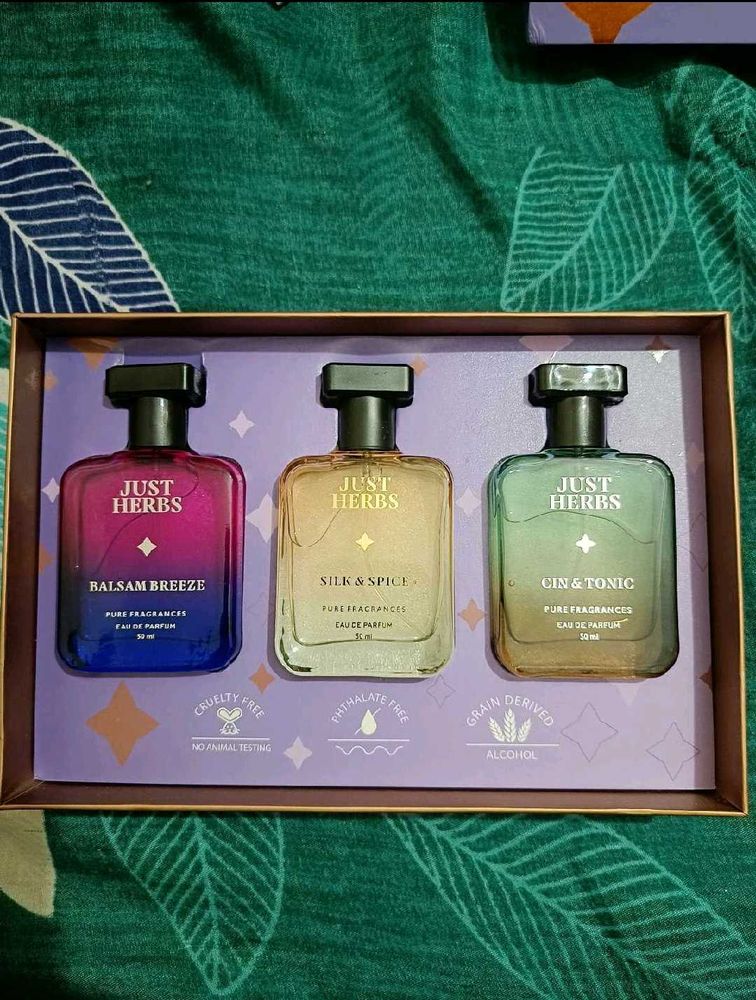 JUST
HERBS
BALSAM BREEZE
PURE FRAGRANCES
EAU DE PARFUM
50 ml
JUST
HERBS
SILK & SPICE
PURE FRAGRANCES
EAU DE PARFUM
50 ml
JUST
HERBS
CIN & TONIC
PURE FRAGRANCES
EAU DE PARFUM
50 ml
CRUELTY FREE
NO ANIMAL TESTING
PHTHALATE FREE
GRAIN DERIVED
ALCOHOL